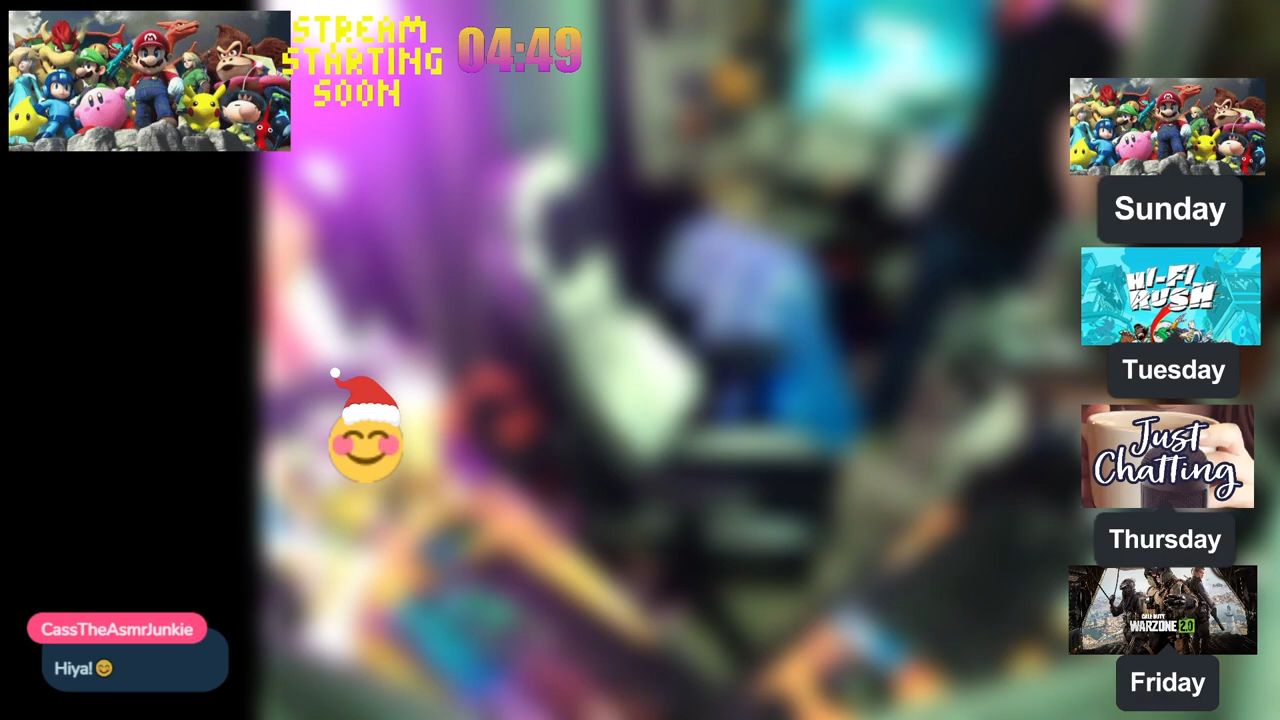 STREAM
STARTING
SOON
04:49
Sunday
HI-FI
RUSH
Tuesday
Just
Chatting
Thursday
CALL OF DUTY
WARZONE 2.0
Friday
CassTheAsmrJunkie
Hiya!